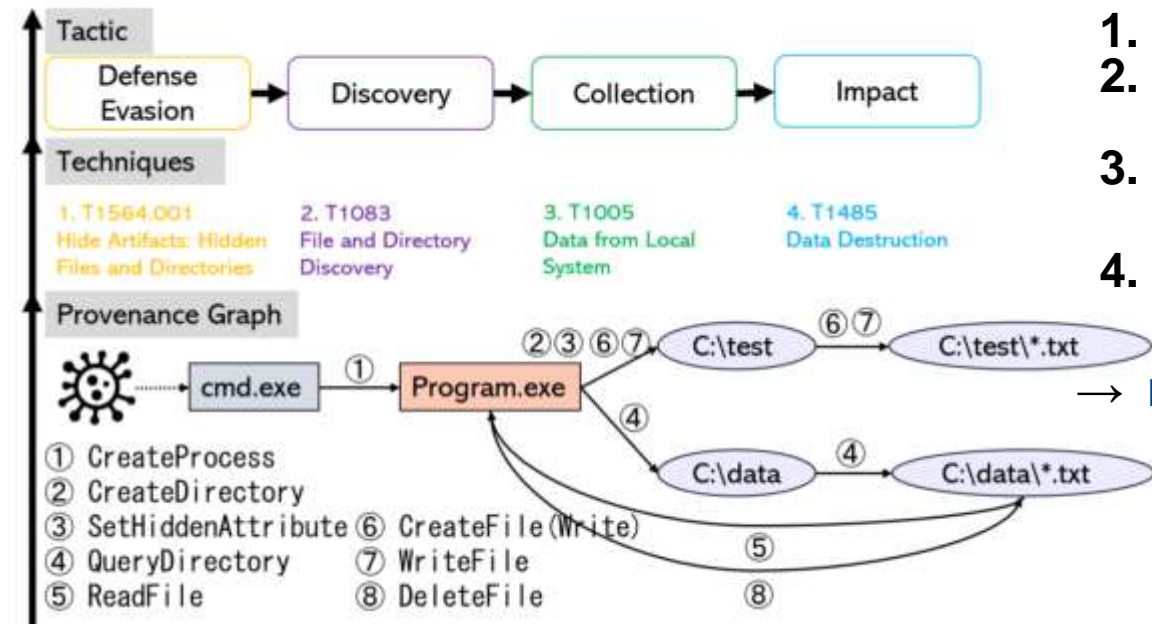 Tactic
Defense
Evasion
Discovery
Collection
Impact
Techniques
1. T1564.001
Hide Artifacts: Hidden
Files and Directories
2. T1083
File and Directory
Discovery
3. T1005
Data from Local
System
4. T1485
Data Destruction
Provenance Graph
cmd.exe
①
Program.exe
②③⑥⑦
C:\test
⑥⑦
C:\test\*.txt
④
C:\data
④
C:\data\*.txt
⑤
⑧
① CreateProcess
② CreateDirectory
③ SetHiddenAttribute
④ QueryDirectory
⑤ ReadFile
⑥ CreateFile(Write)
⑦ WriteFile
⑧ DeleteFile
1.
2.
3.
4.
→